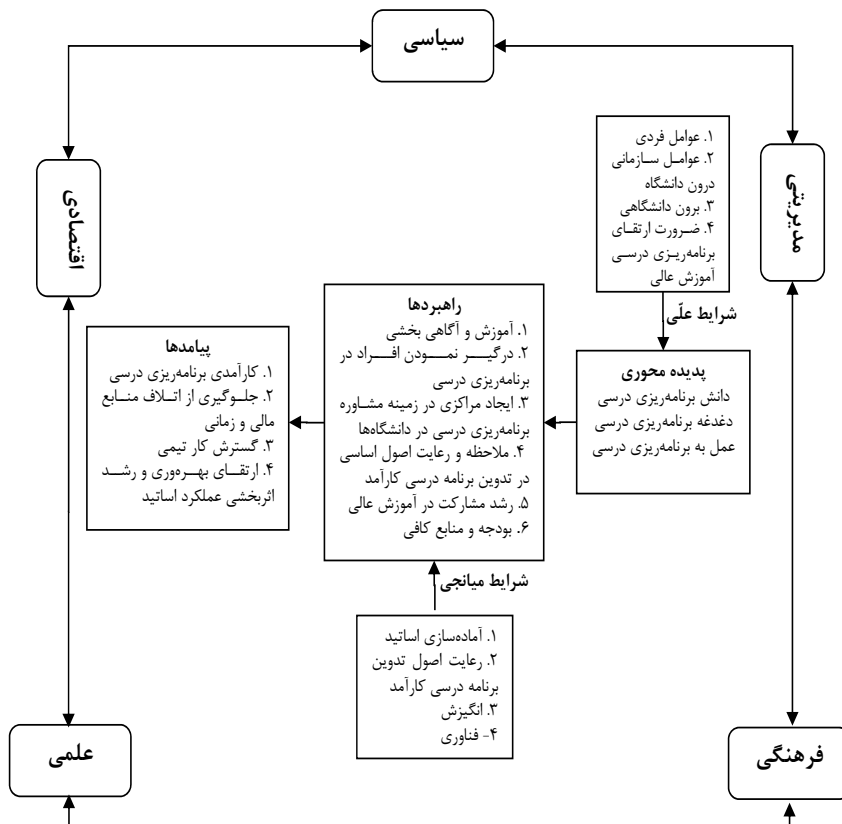 سیاسی
مدیریتی
اقتصادی
۱. عوامل فردی
۲. عوامل سازمانی
درون دانشگاه
۳. برون دانشگاهی
۴. ضرورت ارتقای
برنامه‌ریزی درسی
آموزش عالی
شرایط علّی
پدیده محوری
دانش برنامه‌ریزی درسی
دغدغه برنامه‌ریزی درسی
عمل به برنامه‌ریزی درسی
راهبردها
۱. آموزش و آگاهی بخشی
۲. درگیر نمودن افراد در
برنامه‌ریزی درسی
۳. ایجاد مراکزی در زمینه مشاوره
برنامه‌ریزی درسی در دانشگاه‌ها
۴. ملاحظه و رعایت اصول اساسی
در تدوین برنامه درسی کارآمد
۵. رشد مشارکت در آموزش عالی
۶. بودجه و منابع کافی
پیامدها
۱. کارآمدی برنامه‌ریزی درسی
۲. جلوگیری از اتلاف منابع
مالی و زمانی
۳. گسترش کار تیمی
۴. ارتقای بهره‌وری و رشد
اثربخشی عملکرد اساتید
شرایط میانجی
۱. آماده‌سازی اساتید
۲. رعایت اصول تدوین
برنامه درسی کارآمد
۳. انگیزش
۴- فناوری
فرهنگی
علمی